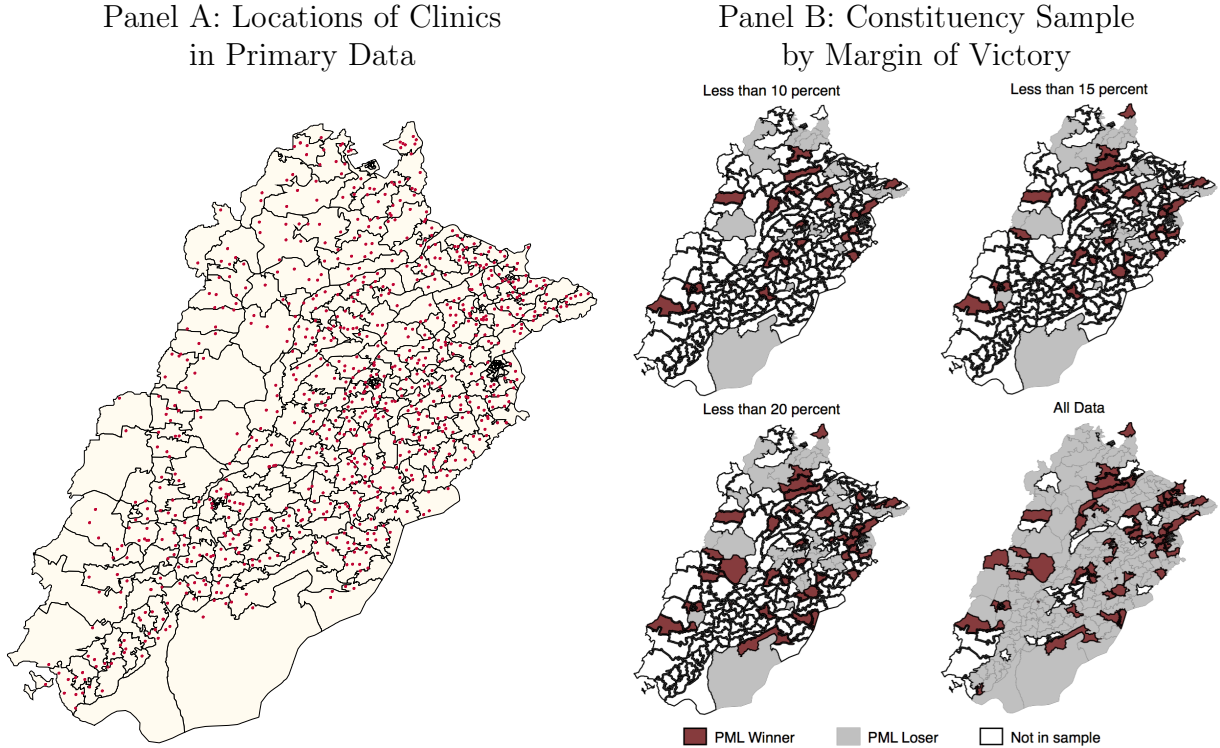 Panel A: Locations of Clinics
in Primary Data
Panel B: Constituency Sample
by Margin of Victory
Less than 10 percent
Less than 15 percent
Less than 20 percent
All Data
PML Winner
PML Loser
Not in sample